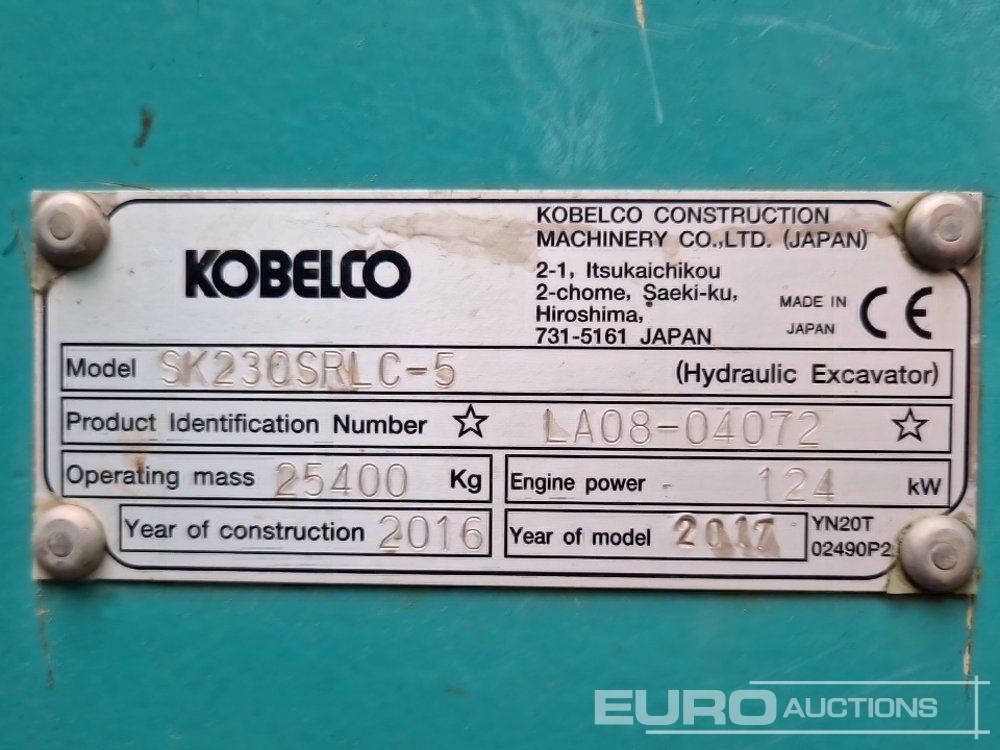 KOBELCO
KOBELCO CONSTRUCTION
MACHINERY CO.,LTD. (JAPAN)
2-1, Itsukaichikou
2-chome, Saeki-ku,
Hiroshima,
731-5161 JAPAN
MADE IN
JAPAN
CE
Model SK230SRLC-5 (Hydraulic Excavator)
Product Identification Number ☆ LA08-04072 ☆
Operating mass 25400 Kg
Engine power 124 kW
Year of construction 2016
Year of model 2017
YN20T
02490P2
EURO AUCTIONS